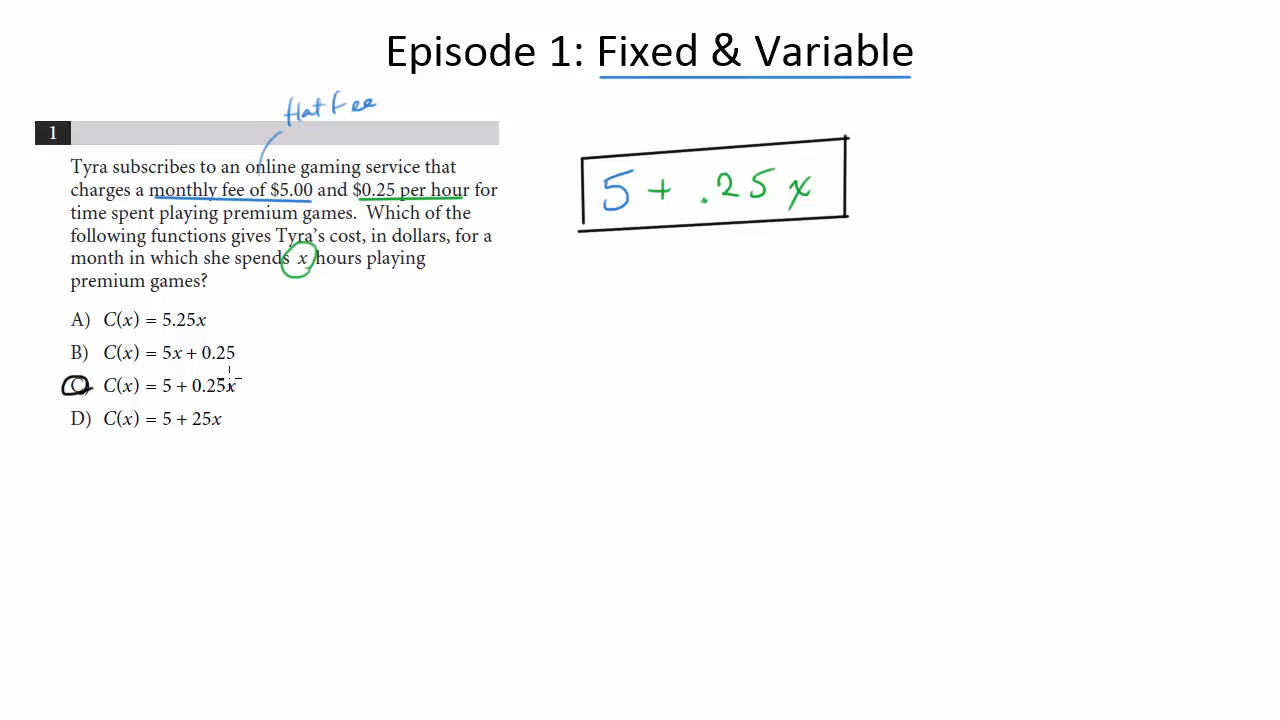 Episode 1: Fixed & Variable
flat fee
1
Tyra subscribes to an online gaming service that
charges a monthly fee of $5.00 and $0.25 per hour for
time spent playing premium games. Which of the
following functions gives Tyra's cost, in dollars, for a
month in which she spends x hours playing
premium games?
A) C(x) = 5.25x
B) C(x) = 5x + 0.25
C) C(x) = 5 + 0.25x
D) C(x) = 5 + 25x
5 + .25x